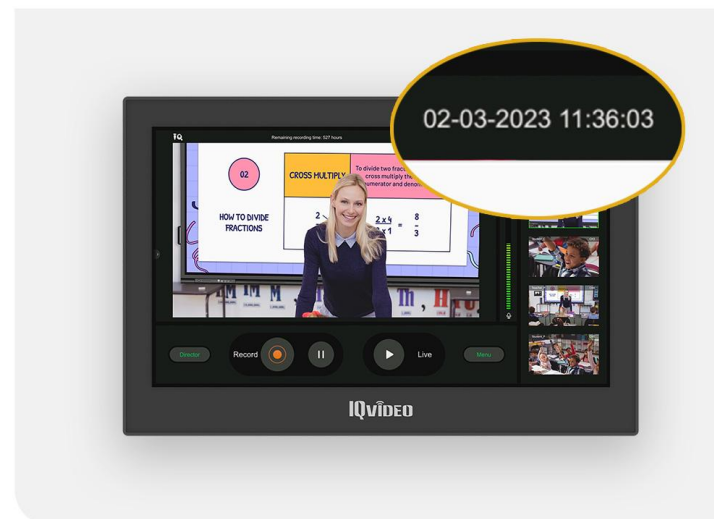 02-03-2023 11:36:03
IQ
Remaining recording time: 527 hours
02
CROSS MULTIPLY
To divide two frac
cross multiply the
numerator and deno
HOW TO DIVIDE
FRACTIONS
2
2 x 4
x 1
=
8
3
Th , H
Director
Record
Live
Menu
IQVIDEO